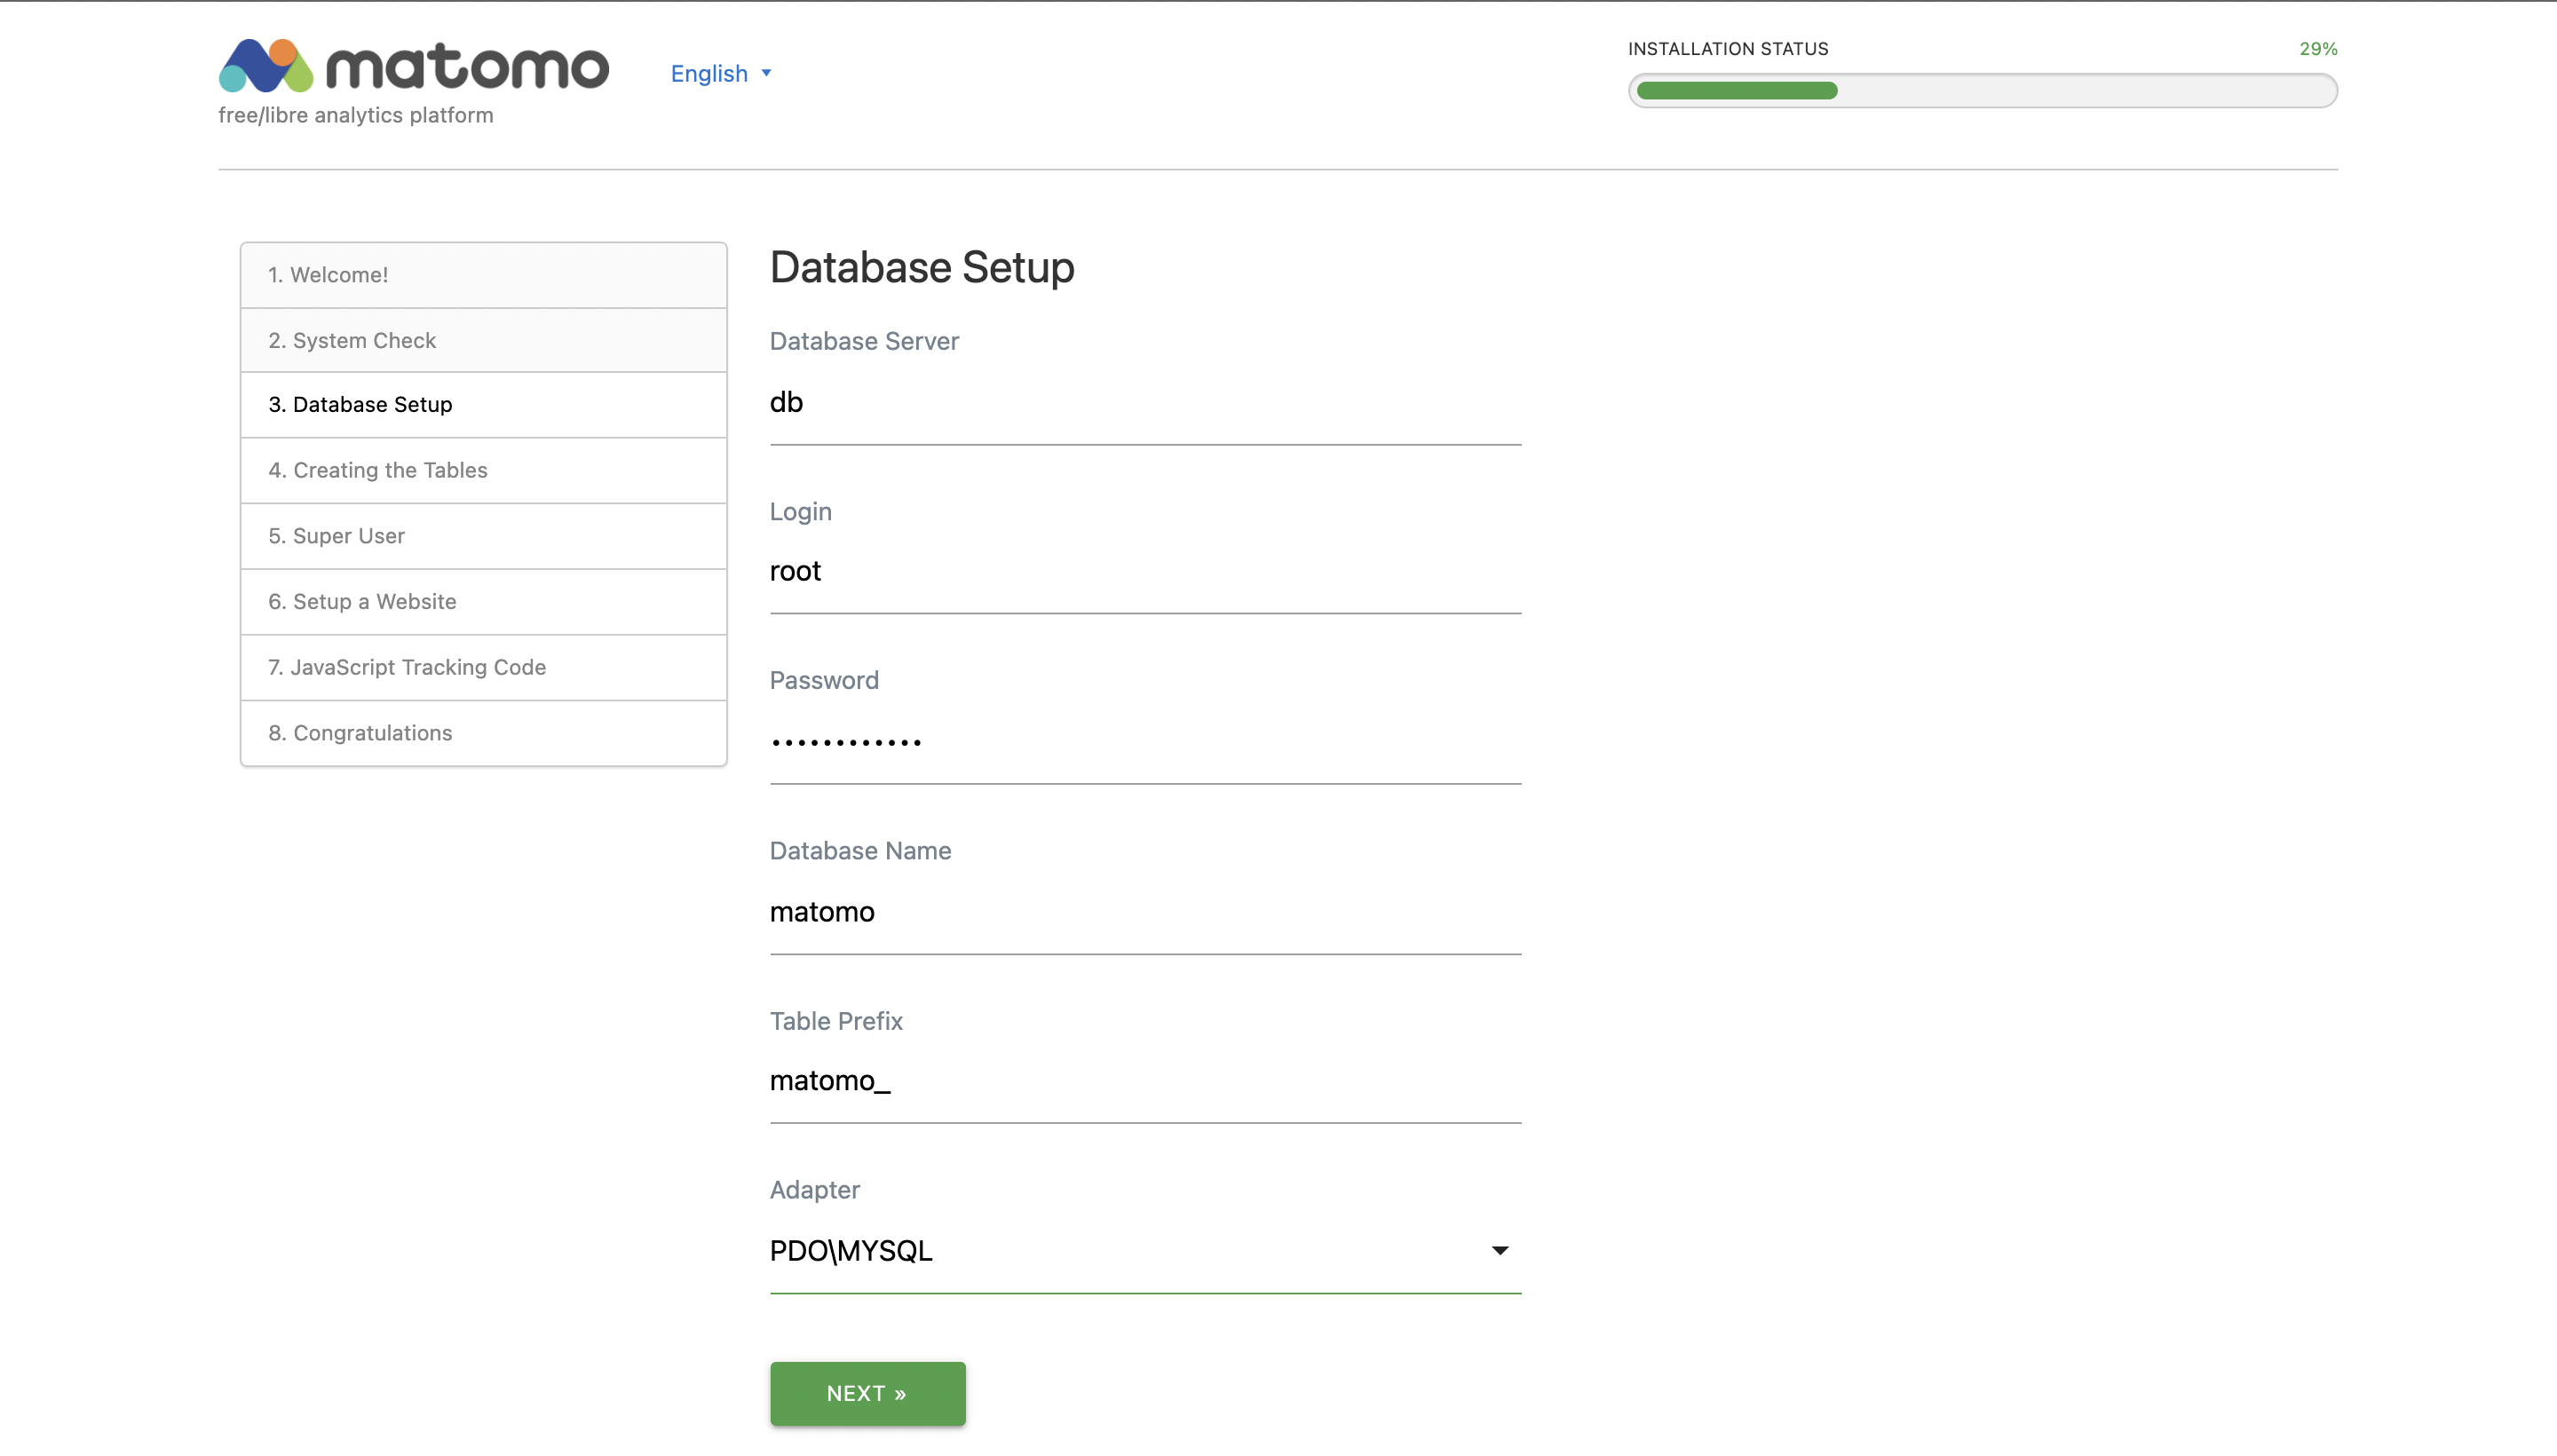 matomo
free/libre analytics platform
English
INSTALLATION STATUS
29%
1. Welcome!
2. System Check
3. Database Setup
4. Creating the Tables
5. Super User
6. Setup a Website
7. JavaScript Tracking Code
8. Congratulations
Database Setup
Database Server
db
Login
root
Password
••••••••••••
Database Name
matomo
Table Prefix
matomo_
Adapter
PDO\MYSQL
NEXT »